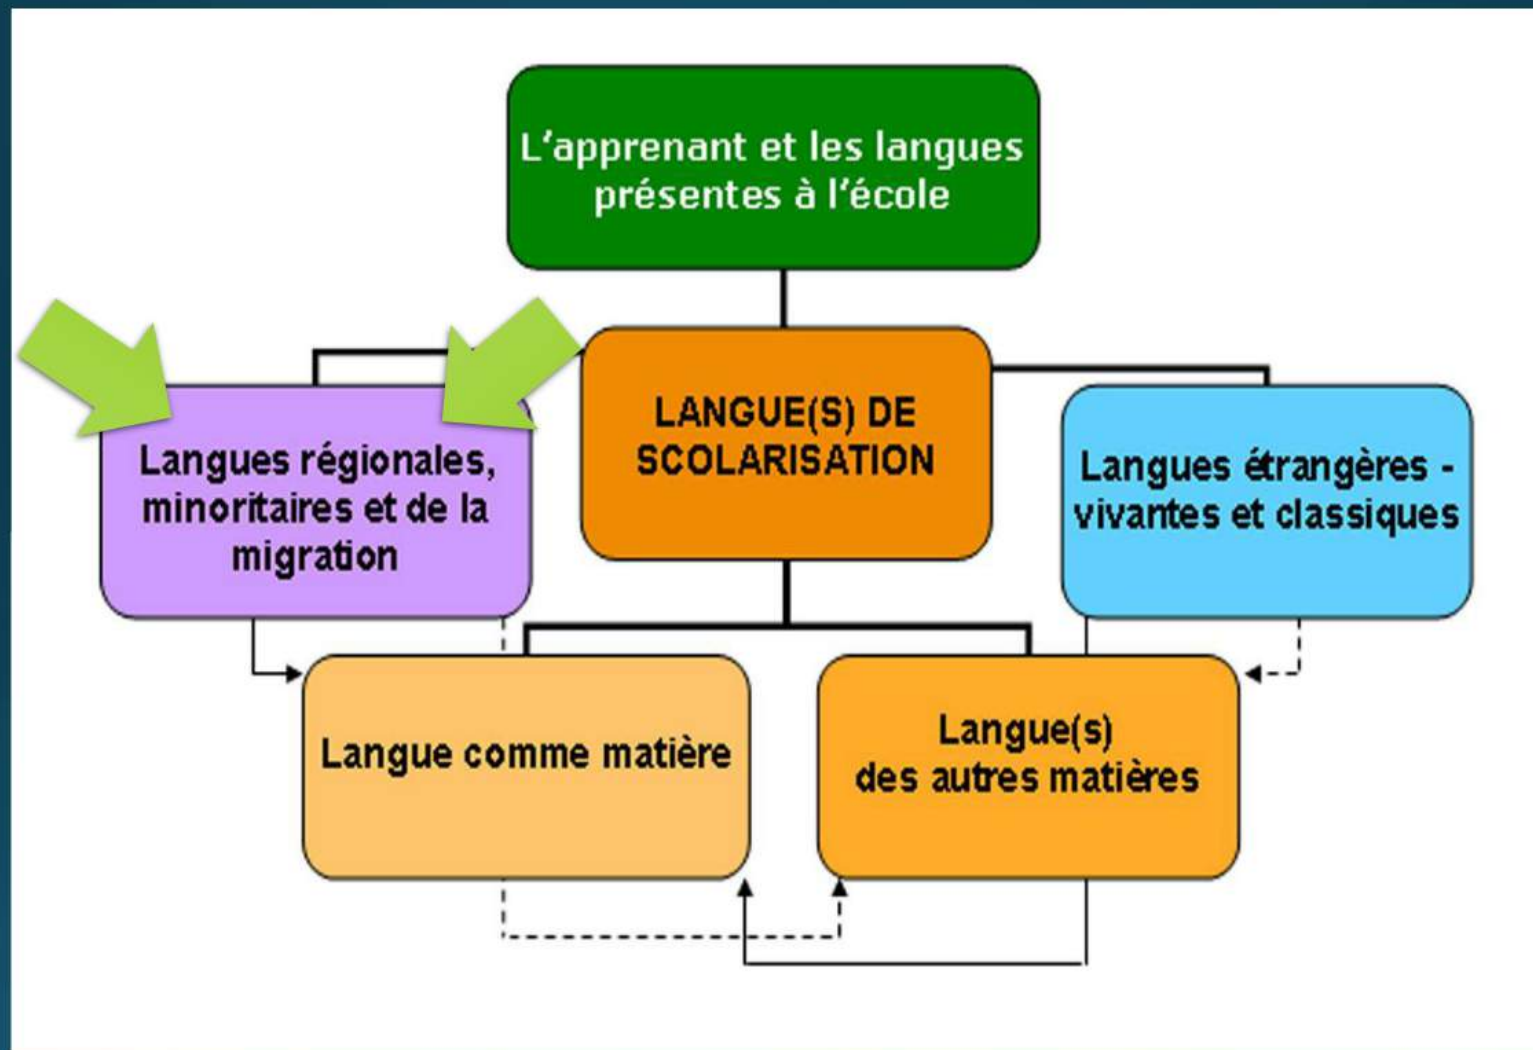 L'apprenant et les langues
présentes à l'école
LANGUE(S) DE
SCOLARISATION
Langues régionales,
minoritaires et de la
migration
Langues étrangères -
vivantes et classiques
Langue comme matière
Langue(s)
des autres matières